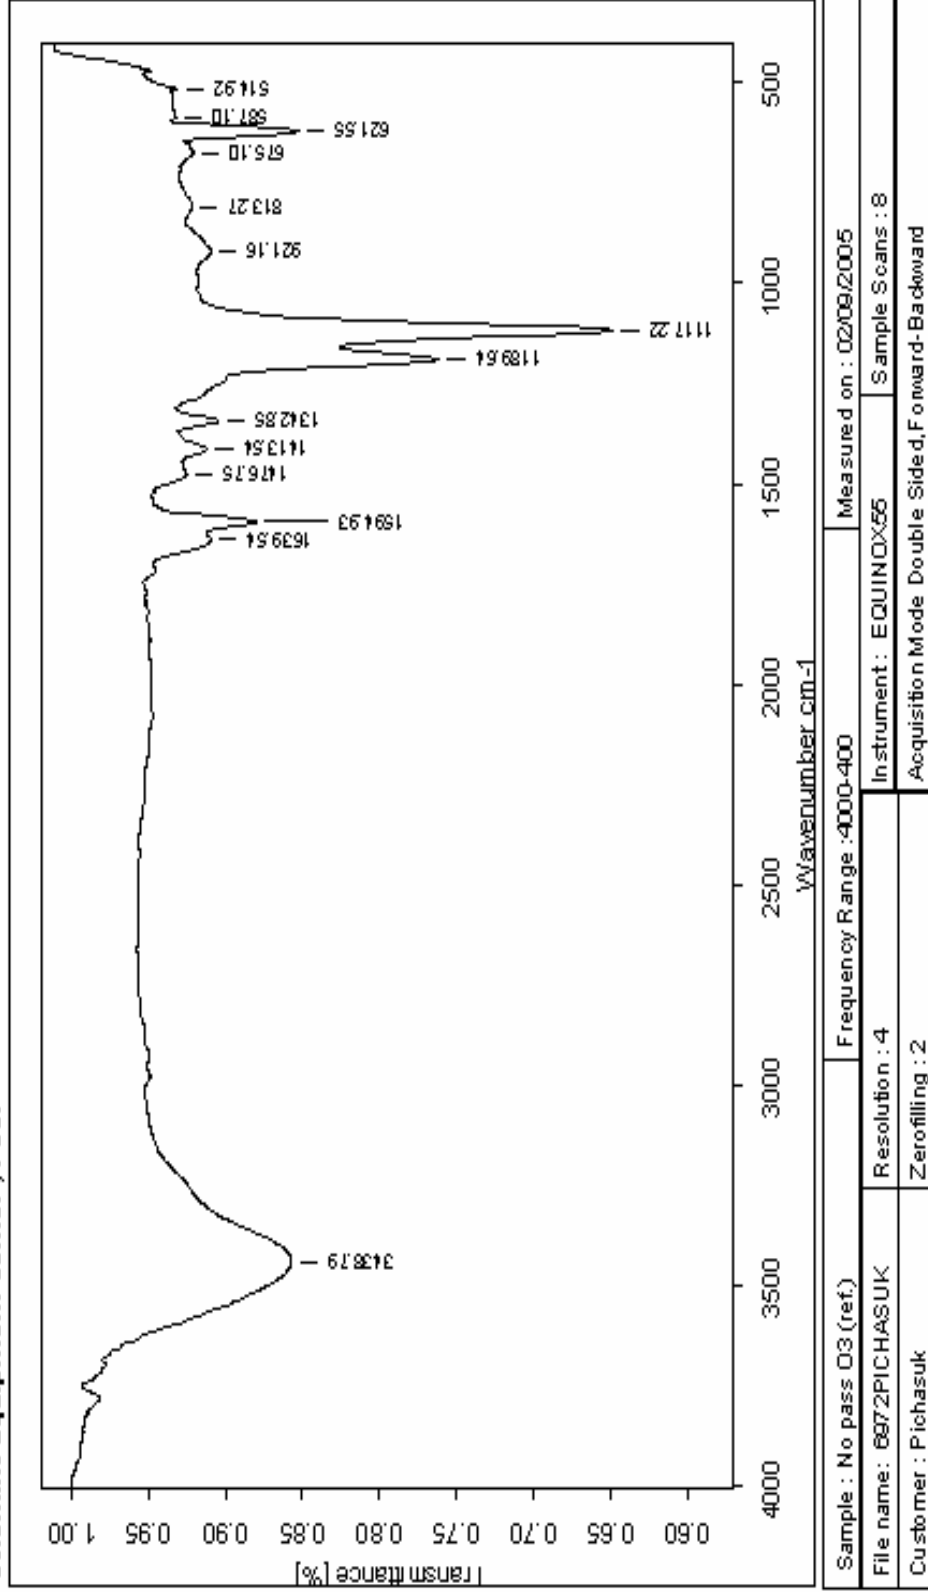 Transmittance [%]
1.00 0.95 0.90 0.85 0.80 0.75 0.70 0.65 0.60
3438.79
1639.54
1594.93
1476.75
1413.54
1342.85
1189.64
1117.22
921.16
813.27
675.10
621.55
587.10
514.92
4000 3500 3000 2500 2000 1500 1000 500
Wavenumber cm-1
Sample : No pass O3 (ref.) Frequency Range : 4000-400 Measured on : 02/09/2005
File name: 6972PICHASUK Resolution : 4 Instrument : EQUINOX55 Sample Scans : 8
Customer : Pichasuk Zerofilling : 2 Acquisition Mode Double Sided,Forward-Backward